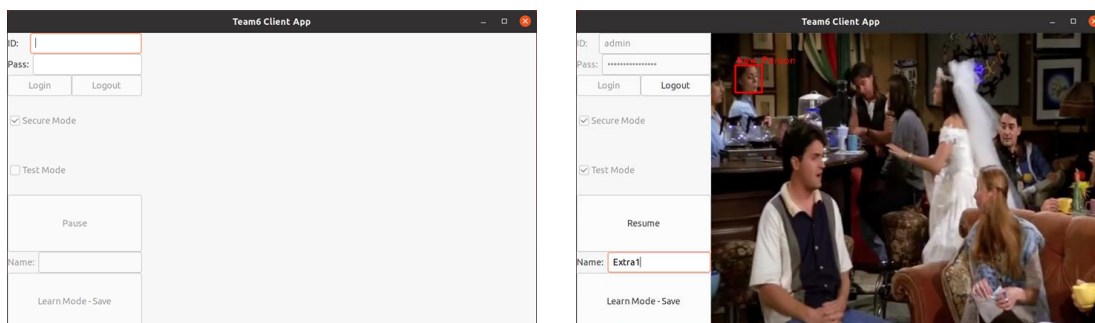 Team6 Client App
ID:
Pass:
Login Logout
Secure Mode
Test Mode
Pause
Name:
Learn Mode - Save
Team6 Client App
ID: admin
Pass: ••••••••••••••••
Login Logout
Secure Mode
Test Mode
Resume
Name: Extra1
Learn Mode - Save